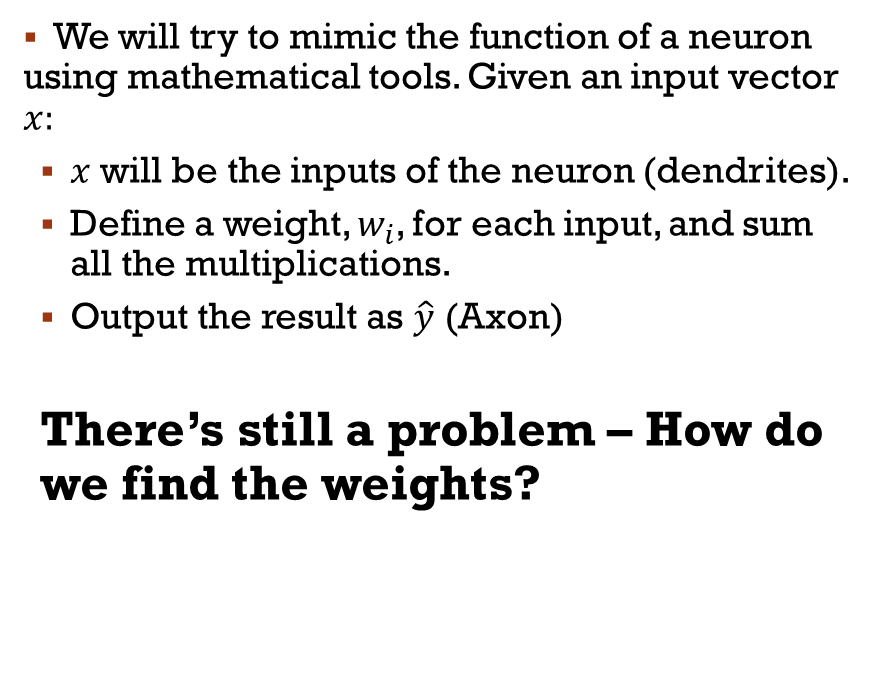 ▪ We will try to mimic the function of a neuron
using mathematical tools. Given an input vector
x:
▪ x will be the inputs of the neuron (dendrites).
▪ Define a weight, wᵢ, for each input, and sum
all the multiplications.
▪ Output the result as ŷ (Axon)
There's still a problem – How do
we find the weights?